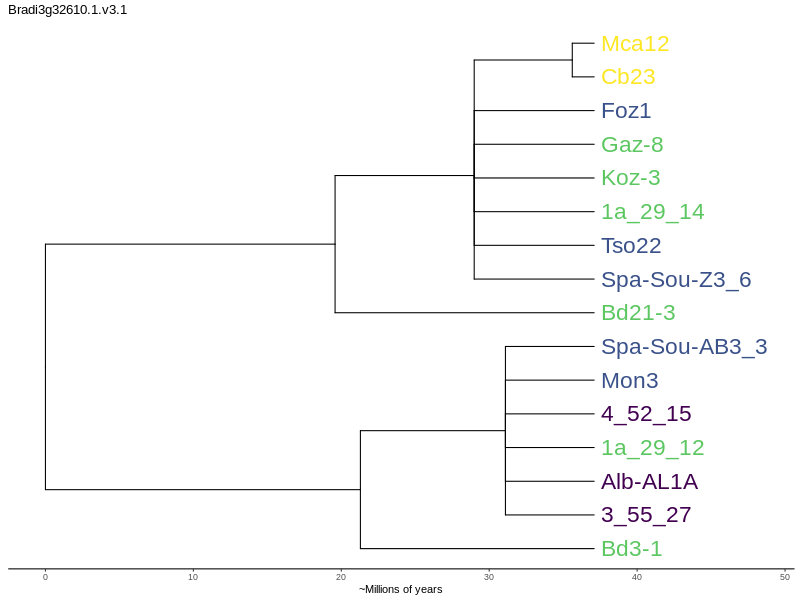 Bradi3g32610.1.v3.1
Mca12
Cb23
Foz1
Gaz-8
Koz-3
1a_29_14
Tso22
Spa-Sou-Z3_6
Bd21-3
Spa-Sou-AB3_3
Mon3
4_52_15
1a_29_12
Alb-AL1A
3_55_27
Bd3-1
0 10 20 30 40 50
~Millions of years